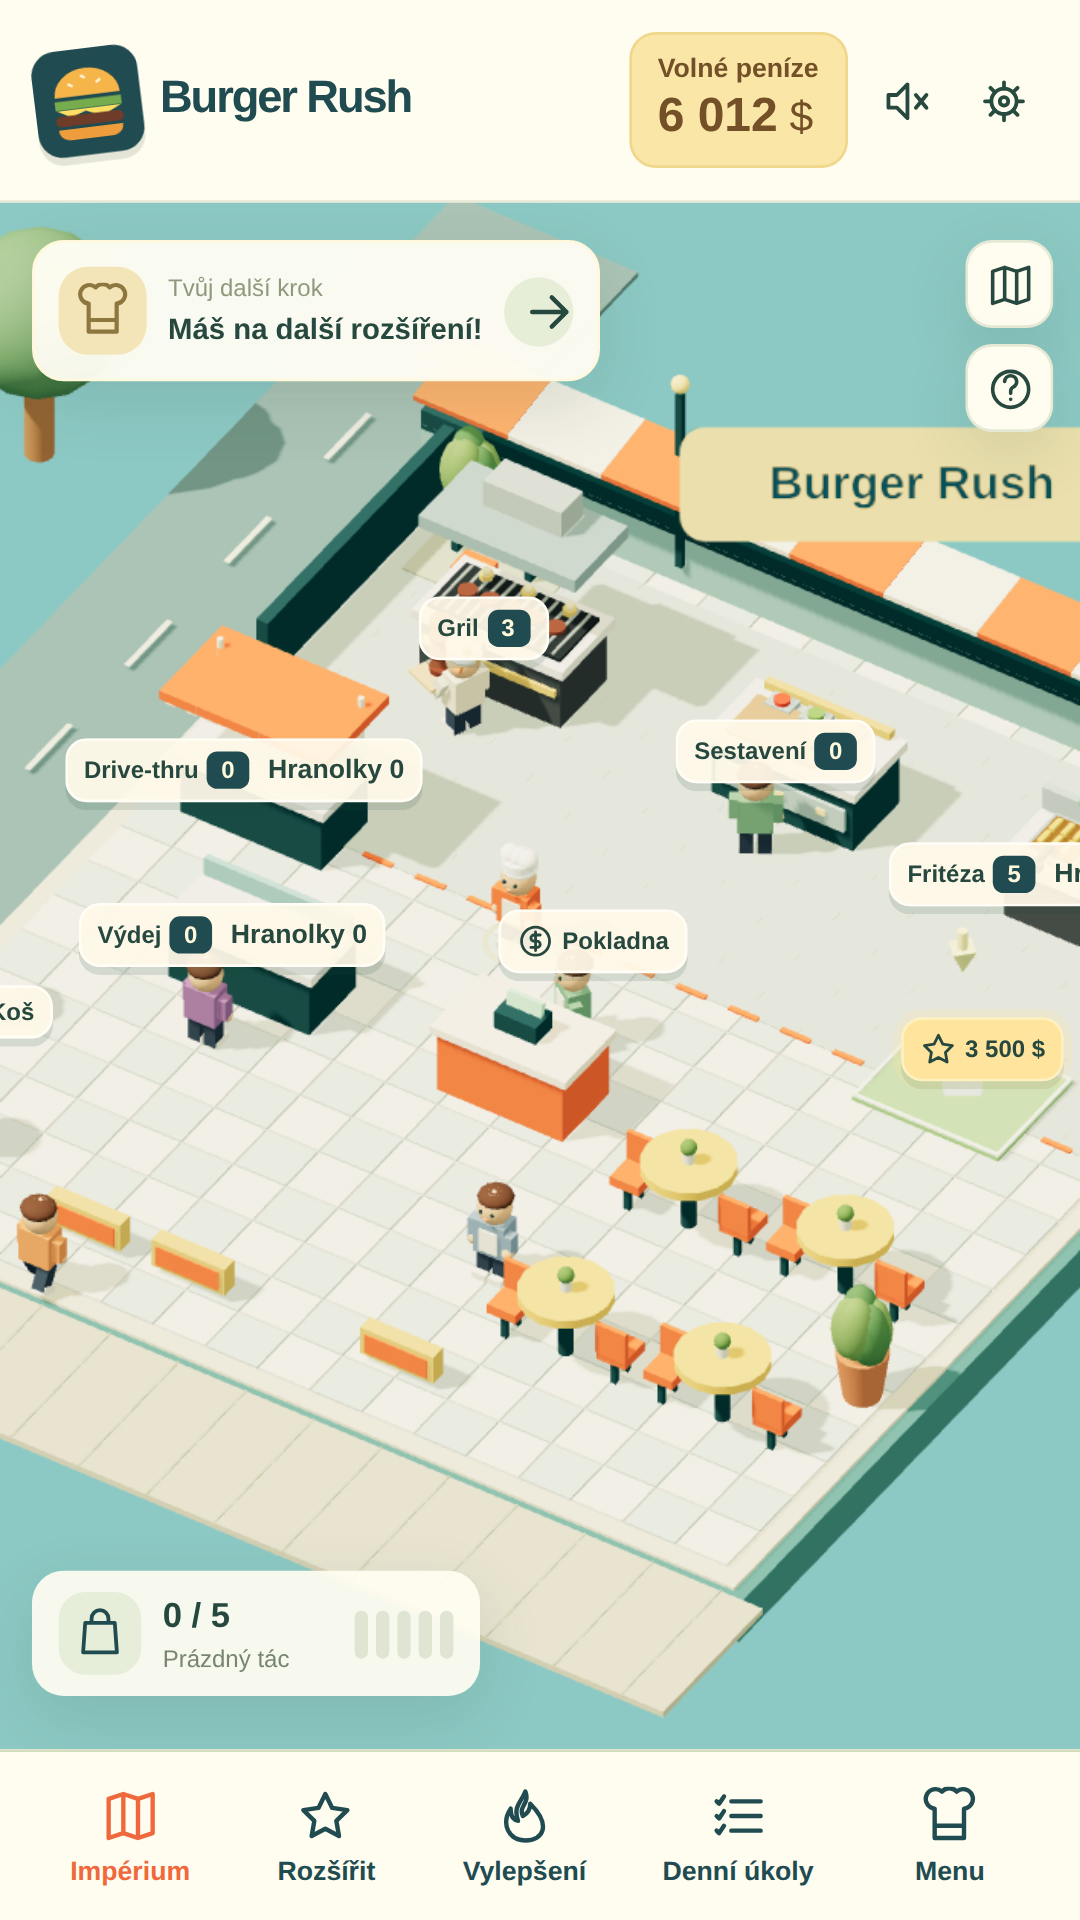 Burger Rush
Volné peníze
6 012 $
Tvůj další krok
Máš na další rozšíření!
Burger Rush
Gril 3
Sestavení 0
Drive-thru 0 Hranolky 0
Fritéza 5 Hr
Výdej 0 Hranolky 0
Pokladna
Koš
3 500 $
0 / 5
Prázdný tác
Impérium
Rozšířit
Vylepšení
Denní úkoly
Menu